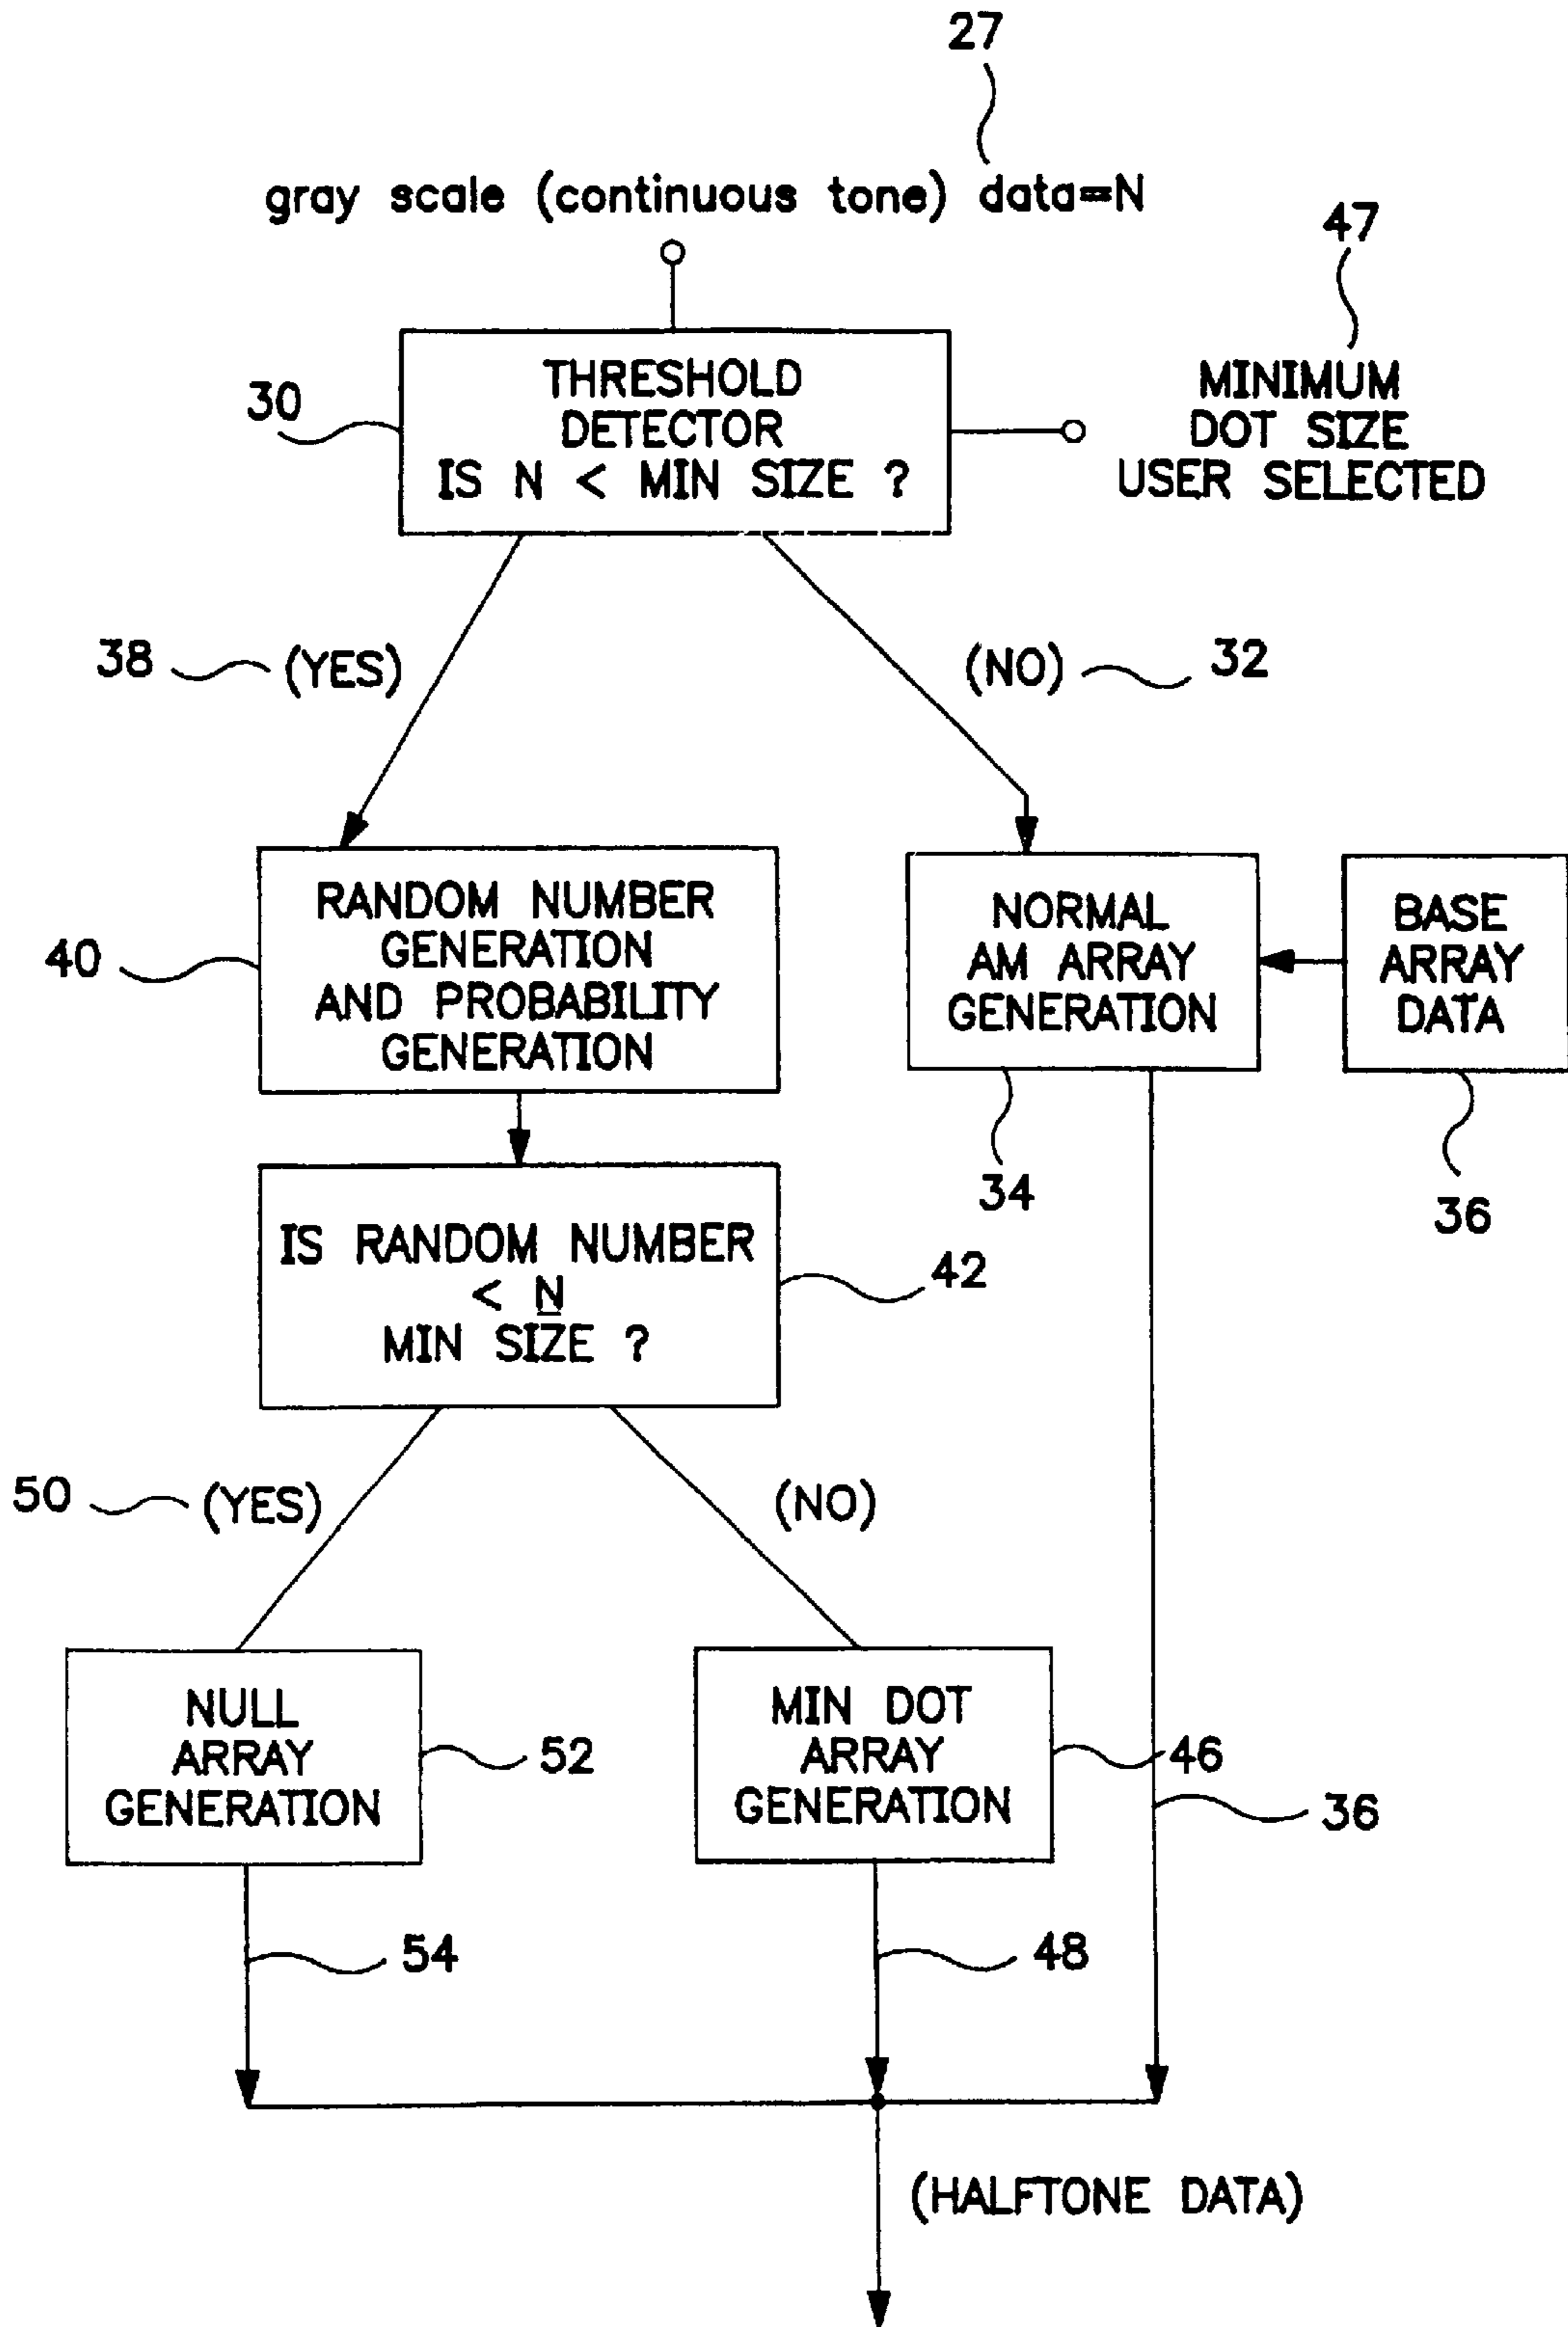 27
gray scale (continuous tone) data=N
47
THRESHOLD
DETECTOR
IS N < MIN SIZE ?
30
MINIMUM
DOT SIZE
USER SELECTED
38
(YES)
(NO)
32
RANDOM NUMBER
GENERATION
AND PROBABILITY
GENERATION
40
NORMAL
AM ARRAY
GENERATION
BASE
ARRAY
DATA
34
36
IS RANDOM NUMBER
< N
MIN SIZE ?
42
50
(YES)
(NO)
NULL
ARRAY
GENERATION
52
MIN DOT
ARRAY
GENERATION
46
36
54
48
(HALFTONE DATA)